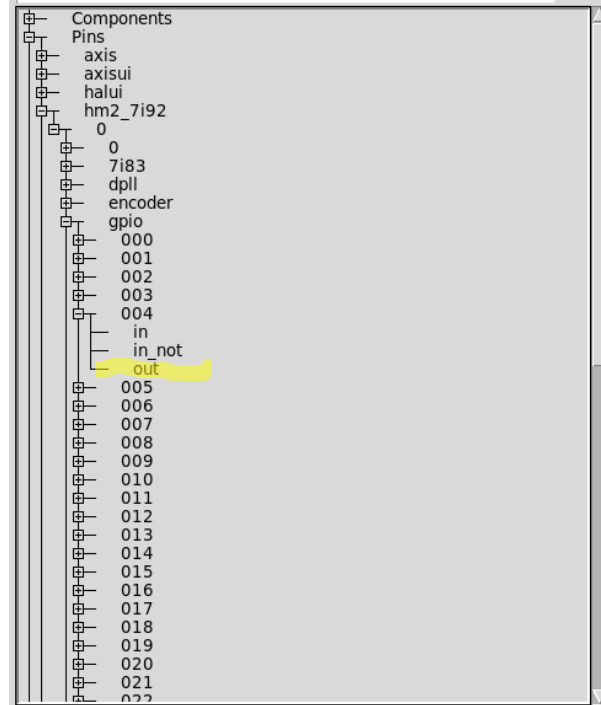 Components
Pins
axis
axisui
halui
hm2_7i92
0
0
7i83
dpll
encoder
gpio
000
001
002
003
004
in
in_not
out
005
006
007
008
009
010
011
012
013
014
015
016
017
018
019
020
021
022